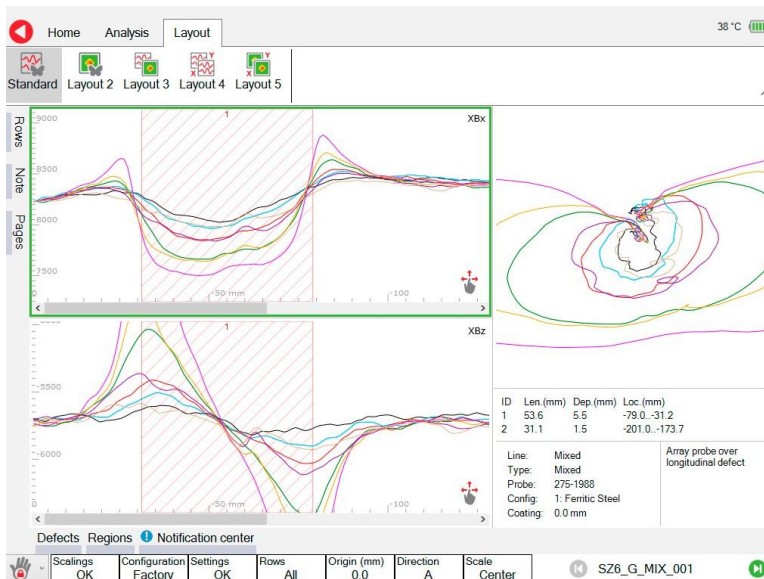 Home Analysis Layout 38 °C
Standard Layout 2 Layout 3 Layout 4 Layout 5
Rows
Note
Pages
9000
1
XBx
8500
8000
7500
0
-50 mm
-100
1
XBz
-5500
-6000
0
-50 mm
-100
ID Len.(mm) Dep.(mm) Loc.(mm)
1 53.6 5.5 -79.0..-31.2
2 31.1 1.5 -201.0..-173.7
Line: Mixed
Type: Mixed
Probe: 275-1988
Config: 1: Ferritic Steel
Coating: 0.0 mm
Array probe over
longitudinal defect
Defects Regions Notification center
Scalings Configuration Settings Rows Origin (mm) Direction Scale
OK Factory OK All 0.0 A Center
SZ6_G_MIX_001